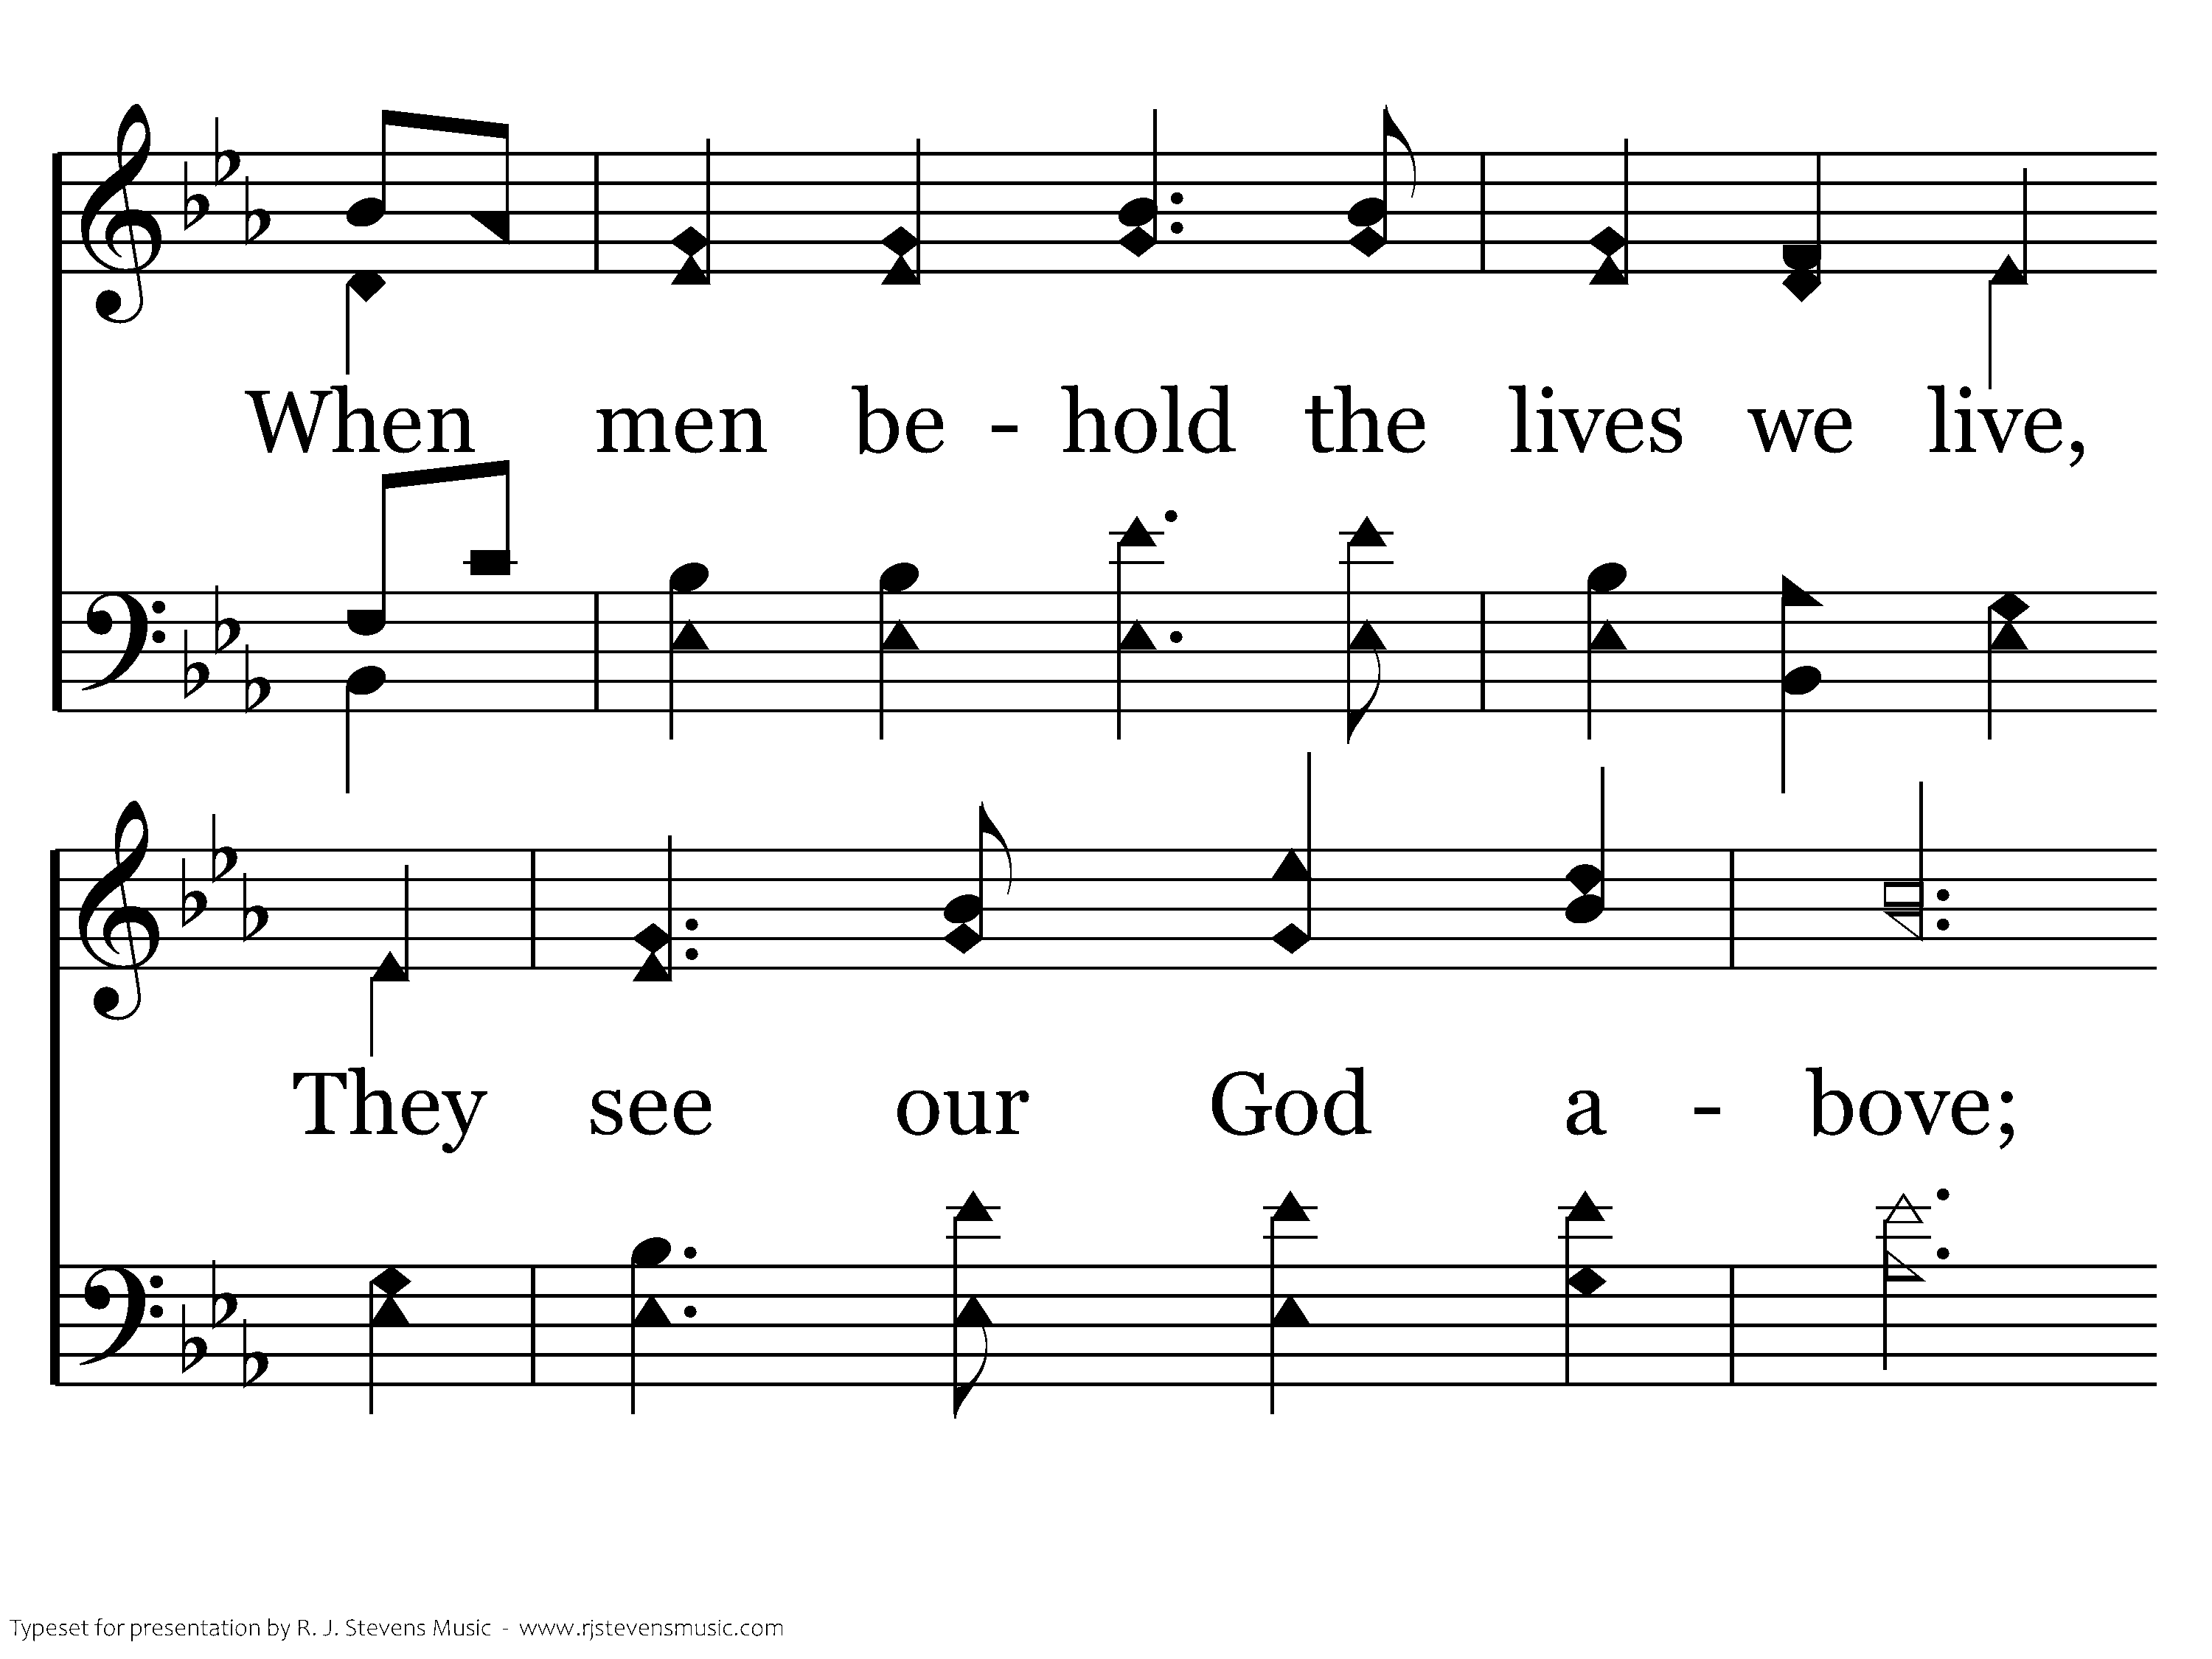 When men be - hold the lives we live,
They see our God a - bove;
Typeset for presentation by R. J. Stevens Music - www.rjstevensmusic.com